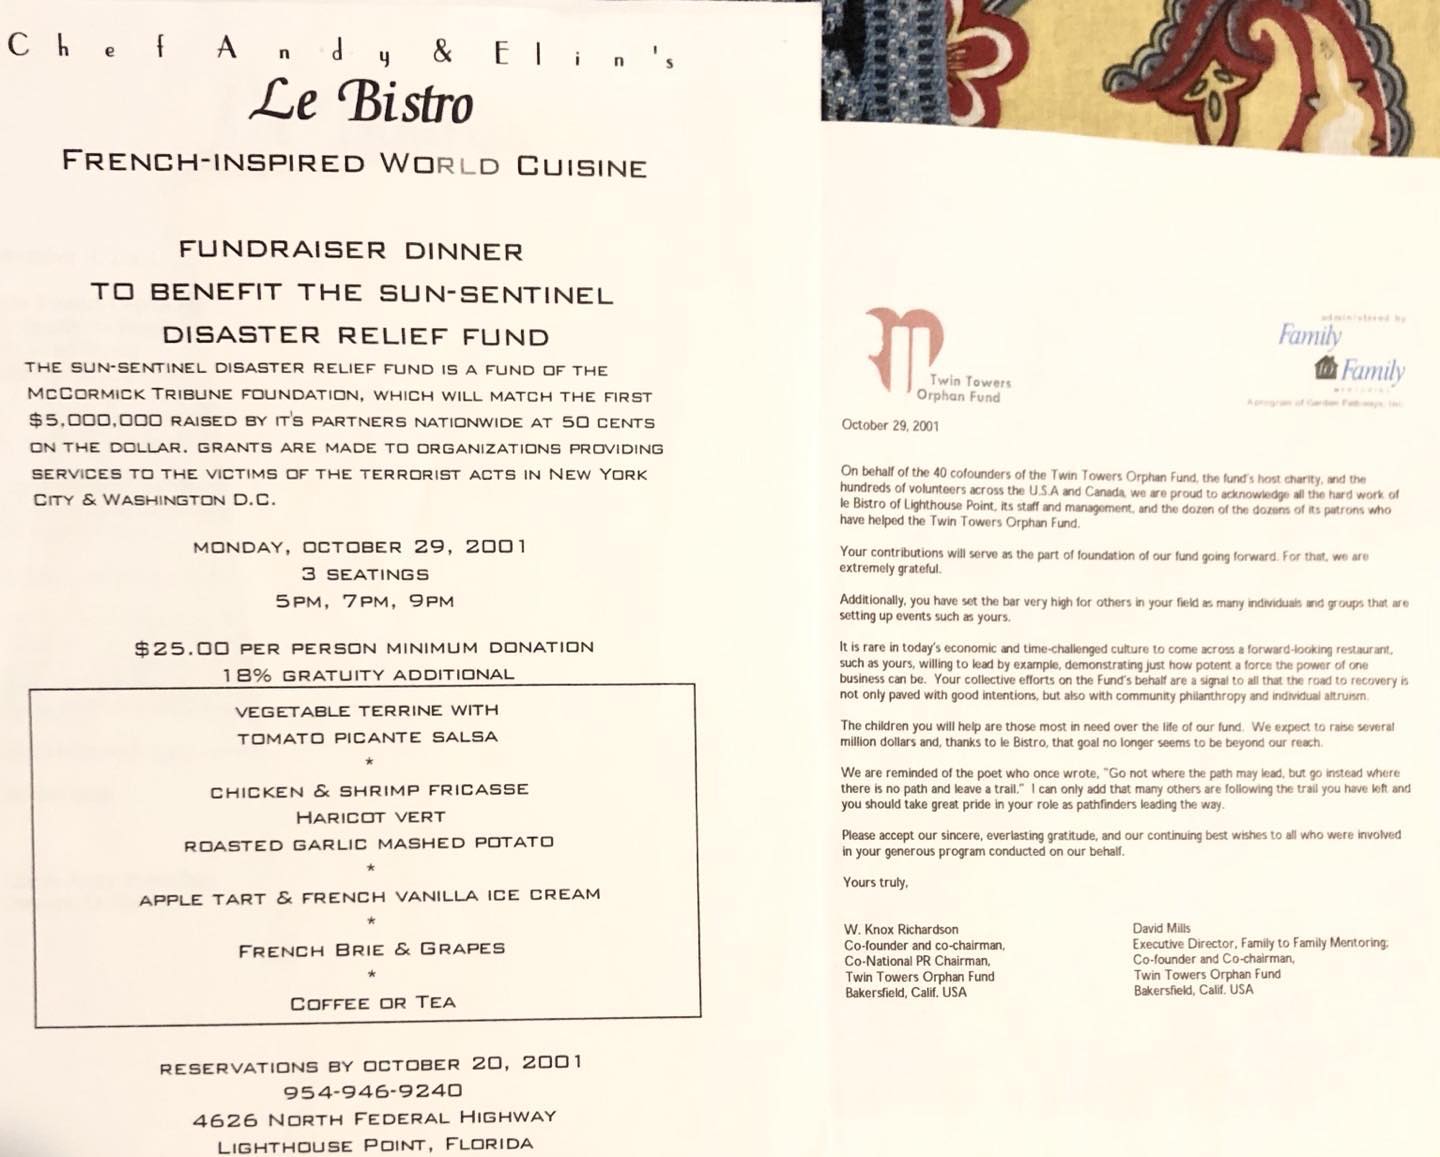 Chef Andy & Elin's
Le Bistro
French-inspired World Cuisine
FUNDRAISER DINNER
TO BENEFIT THE SUN-SENTINEL
DISASTER RELIEF FUND
THE SUN-SENTINEL DISASTER RELIEF FUND IS A FUND OF THE
McCormick Tribune Foundation, WHICH WILL MATCH THE FIRST
$5,000,000 RAISED BY IT'S PARTNERS NATIONWIDE AT 50 CENTS
ON THE DOLLAR. GRANTS ARE MADE TO ORGANIZATIONS PROVIDING
SERVICES TO THE VICTIMS OF THE TERRORIST ACTS IN New York
City & Washington D.C.
MONDAY, OCTOBER 29, 2001
3 SEATINGS
5PM, 7PM, 9PM
$25.00 PER PERSON MINIMUM DONATION
18% GRATUITY ADDITIONAL
VEGETABLE TERRINE WITH
TOMATO PICANTE SALSA
*
CHICKEN & SHRIMP FRICASSE
Haricot vert
ROASTED GARLIC MASHED POTATO
*
APPLE TART & FRENCH VANILLA ICE CREAM
*
French Brie & Grapes
*
Coffee or Tea
RESERVATIONS BY OCTOBER 20, 2001
954-946-9240
4626 North Federal Highway
Lighthouse Point, Florida
Twin Towers
Orphan Fund
administered by
Family
to Family
MENTORING
A program of Garden Pathways, Inc.
October 29, 2001
On behalf of the 40 cofounders of the Twin Towers Orphan Fund, the fund's host charity, and the
hundreds of volunteers across the U.S.A and Canada, we are proud to acknowledge all the hard work of
le Bistro of Lighthouse Point, its staff and management, and the dozen of the dozens of its patrons who
have helped the Twin Towers Orphan Fund.
Your contributions will serve as the part of foundation of our fund going forward. For that, we are
extremely grateful.
Additionally, you have set the bar very high for others in your field as many individuals and groups that are
setting up events such as yours.
It is rare in today's economic and time-challenged culture to come across a forward-looking restaurant,
such as yours, willing to lead by example, demonstrating just how potent a force the power of one
business can be. Your collective efforts on the Fund's behalf are a signal to all that the road to recovery is
not only paved with good intentions, but also with community philanthropy and individual altruism.
The children you will help are those most in need over the life of our fund. We expect to raise several
million dollars and, thanks to le Bistro, that goal no longer seems to be beyond our reach.
We are reminded of the poet who once wrote, "Go not where the path may lead, but go instead where
there is no path and leave a trail." I can only add that many others are following the trail you have left and
you should take great pride in your role as pathfinders leading the way.
Please accept our sincere, everlasting gratitude, and our continuing best wishes to all who were involved
in your generous program conducted on our behalf.
Yours truly,
W. Knox Richardson
Co-founder and co-chairman,
Co-National PR Chairman,
Twin Towers Orphan Fund
Bakersfield, Calif. USA
David Mills
Executive Director, Family to Family Mentoring;
Co-founder and Co-chairman,
Twin Towers Orphan Fund
Bakersfield, Calif. USA